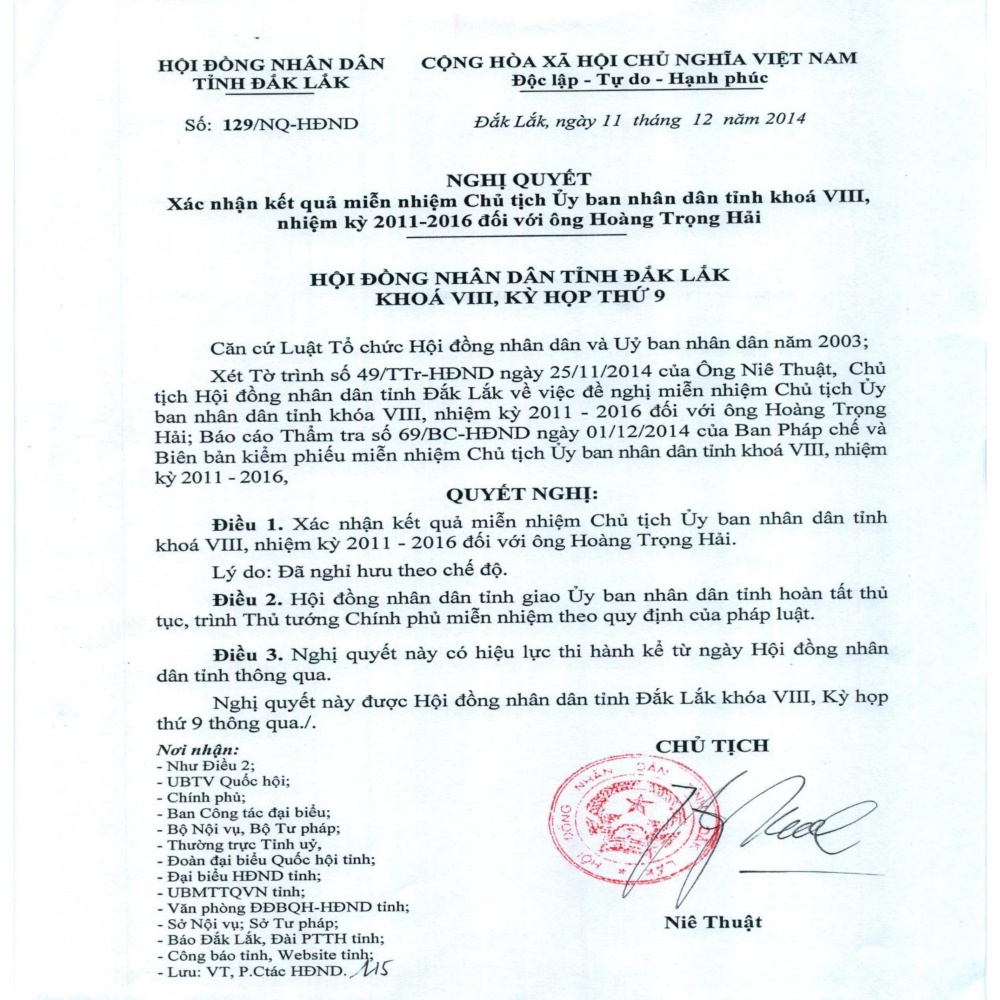 HỘI ĐỒNG NHÂN DÂN
TỈNH ĐẮK LẮK
CỘNG HÒA XÃ HỘI CHỦ NGHĨA VIỆT NAM
Độc lập - Tự do - Hạnh phúc
Số: 129/NQ-HĐND
Đắk Lắk, ngày 11 tháng 12 năm 2014
NGHỊ QUYẾT
Xác nhận kết quả miễn nhiệm Chủ tịch Ủy ban nhân dân tỉnh khoá VIII,
nhiệm kỳ 2011-2016 đối với ông Hoàng Trọng Hải
HỘI ĐỒNG NHÂN DÂN TỈNH ĐẮK LẮK
KHOÁ VIII, KỲ HỌP THỨ 9
Căn cứ Luật Tổ chức Hội đồng nhân dân và Uỷ ban nhân dân năm 2003;
Xét Tờ trình số 49/TTr-HĐND ngày 25/11/2014 của Ông Niê Thuật, Chủ
tịch Hội đồng nhân dân tỉnh Đắk Lắk về việc đề nghị miễn nhiệm Chủ tịch Ủy
ban nhân dân tỉnh khóa VIII, nhiệm kỳ 2011 - 2016 đối với ông Hoàng Trọng
Hải; Báo cáo Thẩm tra số 69/BC-HĐND ngày 01/12/2014 của Ban Pháp chế và
Biên bản kiểm phiếu miễn nhiệm Chủ tịch Ủy ban nhân dân tỉnh khoá VIII, nhiệm
kỳ 2011 - 2016,
QUYẾT NGHỊ:
Điều 1. Xác nhận kết quả miễn nhiệm Chủ tịch Ủy ban nhân dân tỉnh
khoá VIII, nhiệm kỳ 2011 - 2016 đối với ông Hoàng Trọng Hải.
Lý do: Đã nghỉ hưu theo chế độ.
Điều 2. Hội đồng nhân dân tỉnh giao Ủy ban nhân dân tỉnh hoàn tất thủ
tục, trình Thủ tướng Chính phủ miễn nhiệm theo quy định của pháp luật.
Điều 3. Nghị quyết này có hiệu lực thi hành kể từ ngày Hội đồng nhân
dân tỉnh thông qua.
Nghị quyết này được Hội đồng nhân dân tỉnh Đắk Lắk khóa VIII, Kỳ họp
thứ 9 thông qua./.
Nơi nhận:
- Như Điều 2;
- UBTV Quốc hội;
- Chính phủ;
- Ban Công tác đại biểu;
- Bộ Nội vụ, Bộ Tư pháp;
- Thường trực Tỉnh uỷ,
- Đoàn đại biểu Quốc hội tỉnh;
- Đại biểu HĐND tỉnh;
- UBMTTQVN tỉnh;
- Văn phòng ĐĐBQH-HĐND tỉnh;
- Sở Nội vụ; Sở Tư pháp;
- Báo Đắk Lắk, Đài PTTH tỉnh;
- Công báo tỉnh, Website tỉnh;
- Lưu: VT, P.Ctác HĐND. 115
CHỦ TỊCH
HỘI ĐỒNG NHÂN DÂN TỈNH ĐẮK LẮK
Niê Thuật